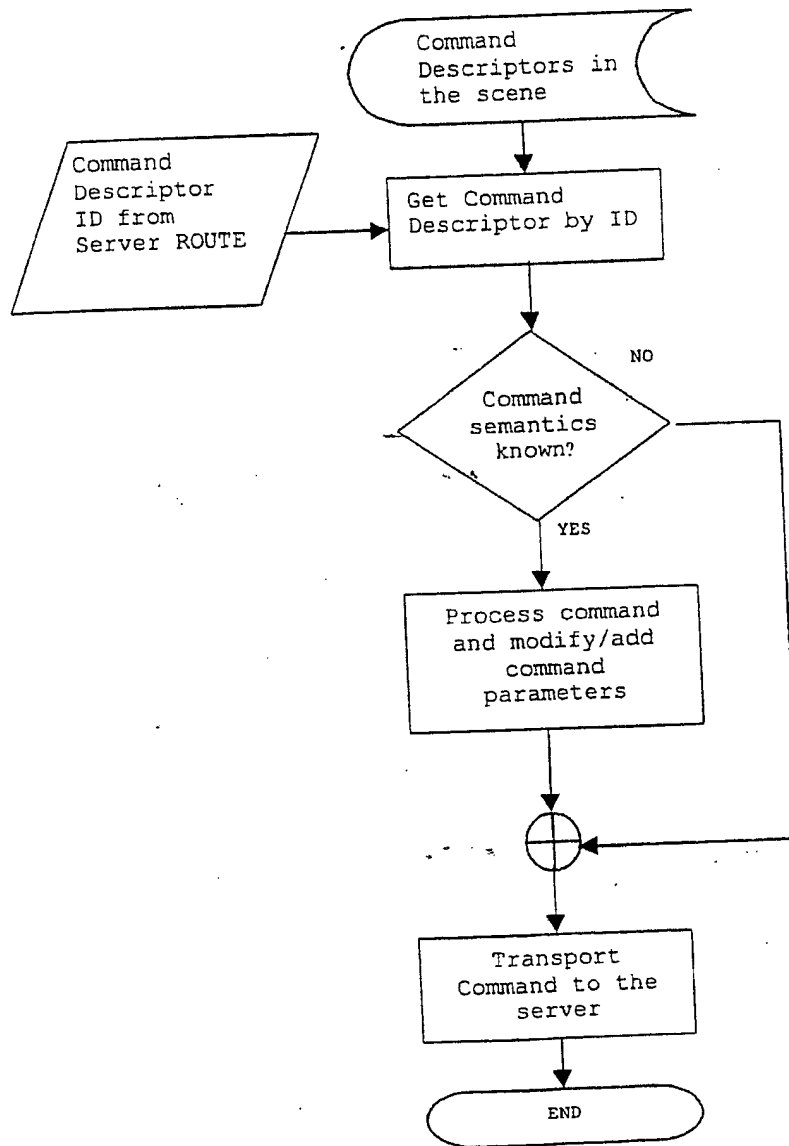 Command
Descriptors in
the scene
Command
Descriptor
ID from
Server ROUTE
Get Command
Descriptor by ID
NO
Command
semantics
known?
YES
Process command
and modify/add
command
parameters
Transport
Command to the
server
END